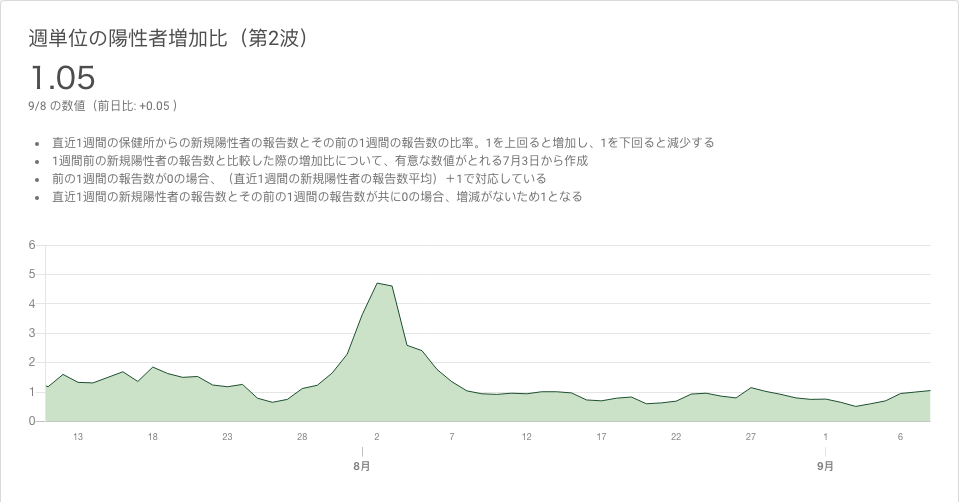 週単位の陽性者増加比（第2波）
1.05
9/8 の数値（前日比: +0.05 ）
• 直近1週間の保健所からの新規陽性者の報告数とその前の1週間の報告数の比率。1を上回ると増加し、1を下回ると減少する
• 1週間前の新規陽性者の報告数と比較した際の増加比について、有意な数値がとれる7月3日から作成
• 前の1週間の報告数が0の場合、（直近1週間の新規陽性者の報告数平均）＋1で対応している
• 直近1週間の新規陽性者の報告数とその前の1週間の報告数が共に0の場合、増減がないため1となる
6
5
4
3
2
1
0
13 18 23 28 2 7 12 17 22 27 1 6
8月 9月